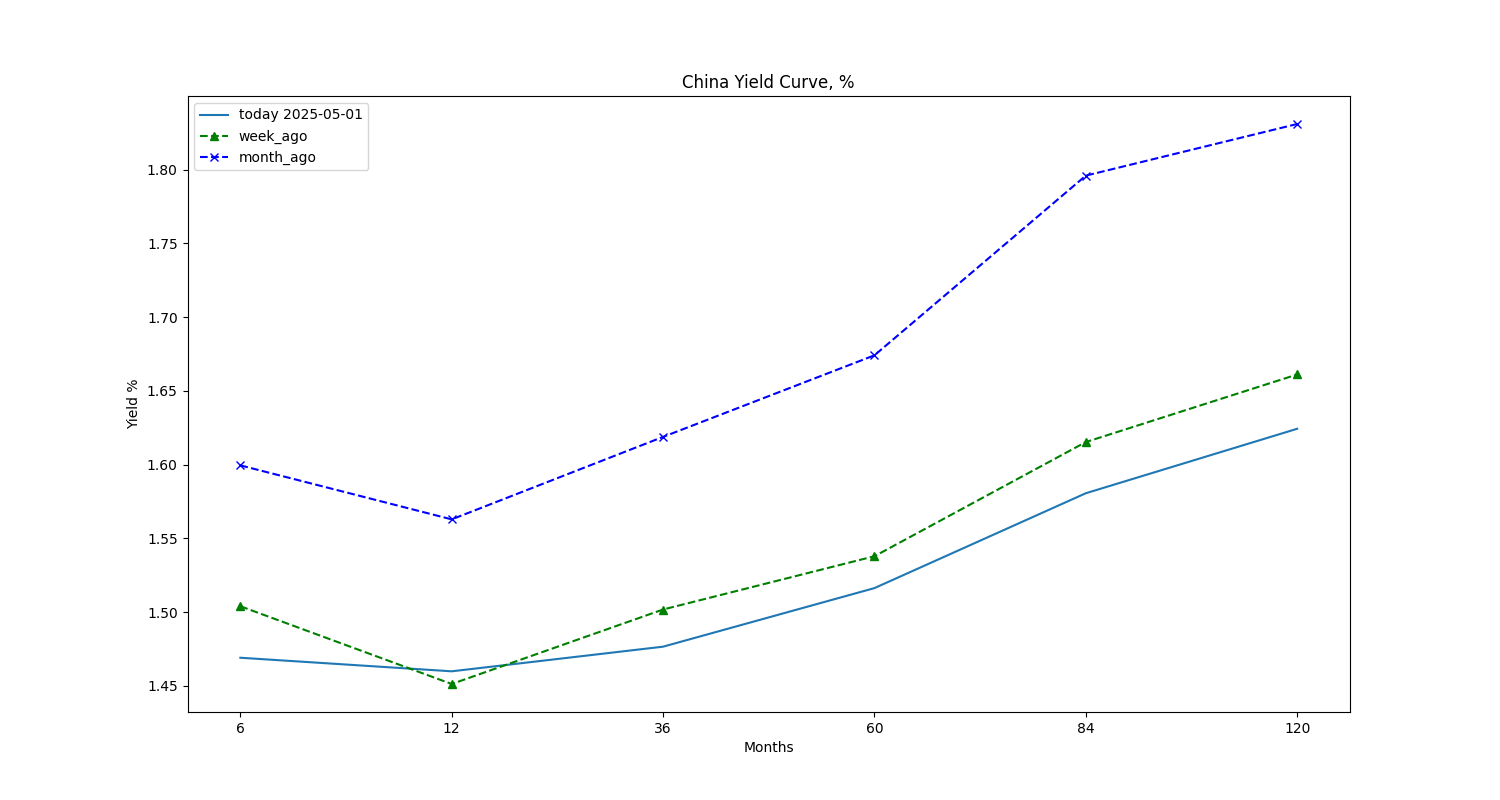 China Yield Curve, %
today 2025-05-01
week_ago
month_ago
1.80
1.75
1.70
1.65
1.60
1.55
1.50
1.45
Yield %
6 12 36 60 84 120
Months